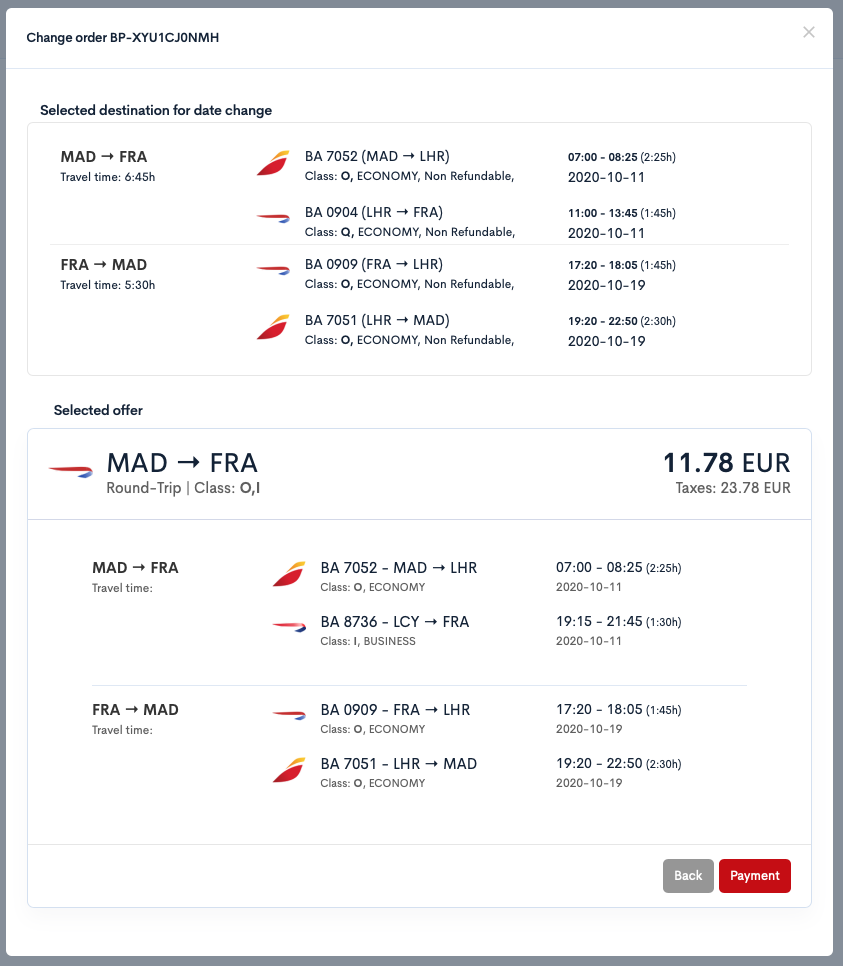 Change order BP-XYU1CJ0NMH
×
Selected destination for date change
MAD → FRA
Travel time: 6:45h
BA 7052 (MAD → LHR)
Class: O, ECONOMY, Non Refundable,
07:00 - 08:25 (2:25h)
2020-10-11
BA 0904 (LHR → FRA)
Class: Q, ECONOMY, Non Refundable,
11:00 - 13:45 (1:45h)
2020-10-11
FRA → MAD
Travel time: 5:30h
BA 0909 (FRA → LHR)
Class: O, ECONOMY, Non Refundable,
17:20 - 18:05 (1:45h)
2020-10-19
BA 7051 (LHR → MAD)
Class: O, ECONOMY, Non Refundable,
19:20 - 22:50 (2:30h)
2020-10-19
Selected offer
MAD → FRA
Round-Trip | Class: O,I
11.78 EUR
Taxes: 23.78 EUR
MAD → FRA
Travel time:
BA 7052 - MAD → LHR
Class: O, ECONOMY
07:00 - 08:25 (2:25h)
2020-10-11
BA 8736 - LCY → FRA
Class: I, BUSINESS
19:15 - 21:45 (1:30h)
2020-10-11
FRA → MAD
Travel time:
BA 0909 - FRA → LHR
Class: O, ECONOMY
17:20 - 18:05 (1:45h)
2020-10-19
BA 7051 - LHR → MAD
Class: O, ECONOMY
19:20 - 22:50 (2:30h)
2020-10-19
Back
Payment